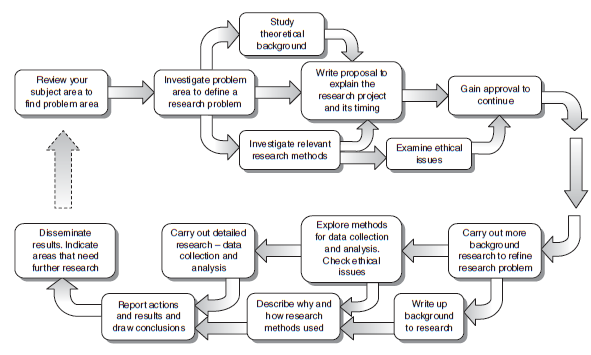 Study
theoretical
background
Review your
subject area to
find problem area
Investigate problem
area to define a
research problem
Write proposal to
explain the
research project
and its timing
Gain approval to
continue
Investigate relevant
research methods
Examine ethical
issues
Disseminate
results. Indicate
areas that need
further research
Carry out detailed
research – data
collection and
analysis
Explore methods
for data collection
and analysis.
Check ethical
issues
Carry out more
background
research to refine
research problem
Report actions
and results and
draw conclusions
Describe why and
how research
methods used
Write up
background
to research